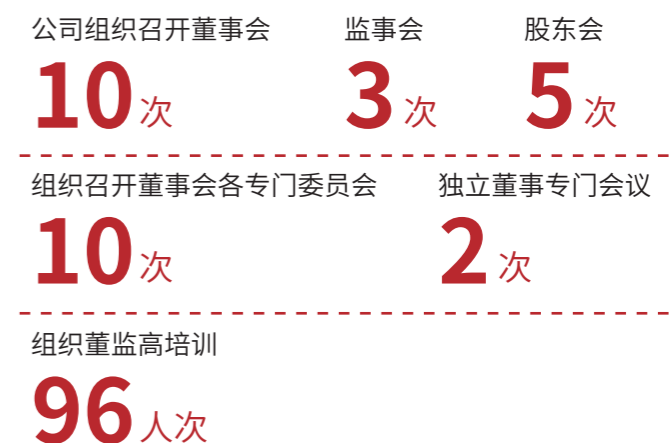 公司组织召开董事会 监事会 股东会
10次 3次 5次
组织召开董事会各专门委员会 独立董事专门会议
10次 2次
组织董监高培训
96人次